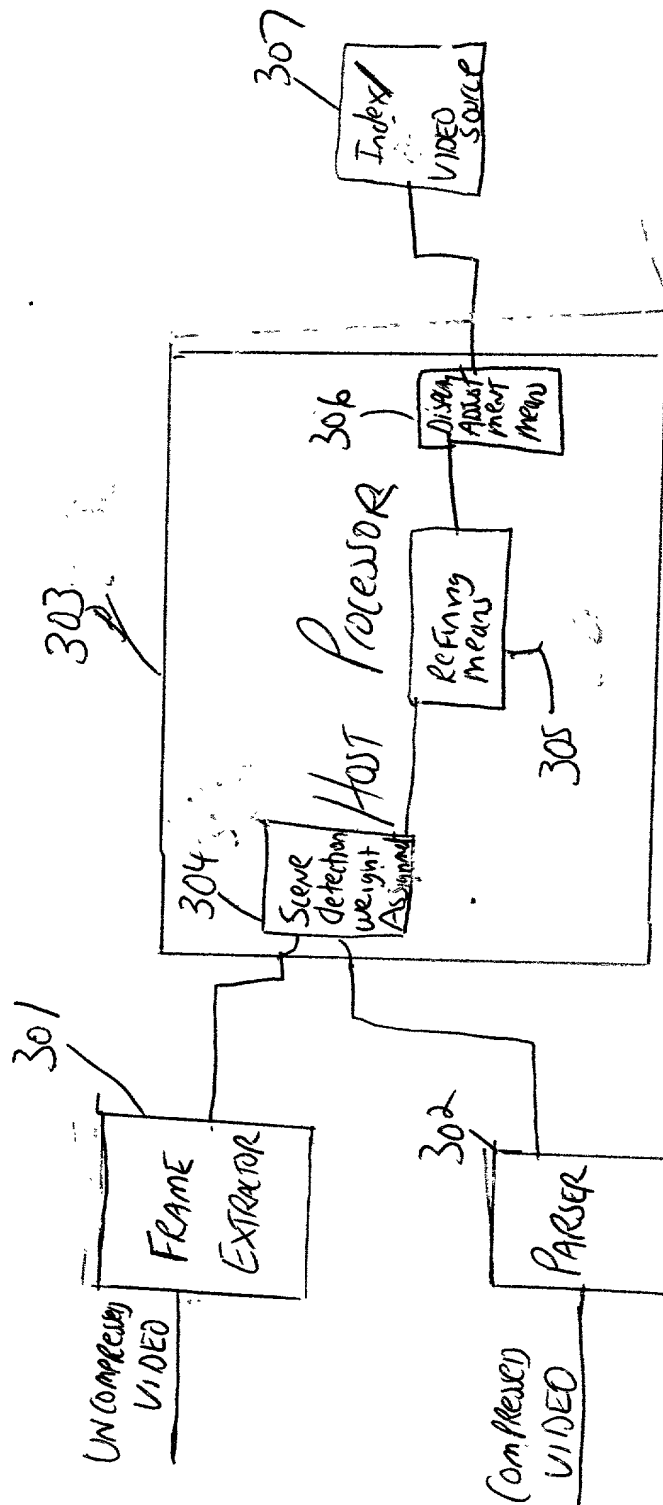 UNCOMPRESSED
VIDEO
301
FRAME
EXTRACTOR
COMPRESSED
VIDEO
302
PARSER
303
HOST PROCESSOR
304
Scene
detection
weight
Assignment
305
Refining
means
306
DISPLAY
ADJUST
MENT
MEANS
307
Index/
VIDEO
Source